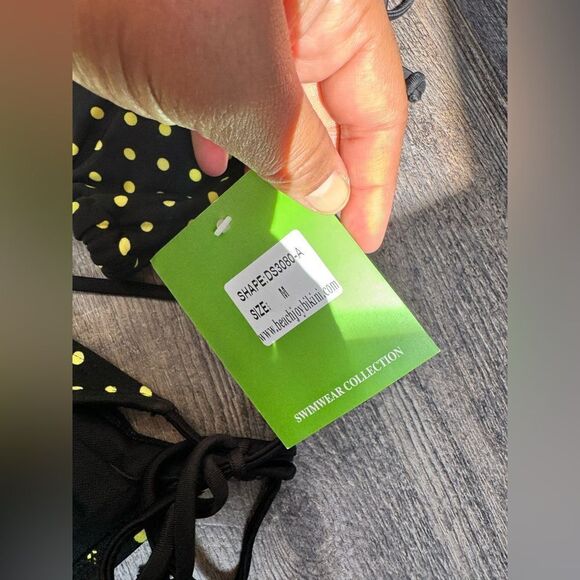 SHAPE:DS3080-A
SIZE: M
www.beachjoybikini.com
SWIMWEAR COLLECTION